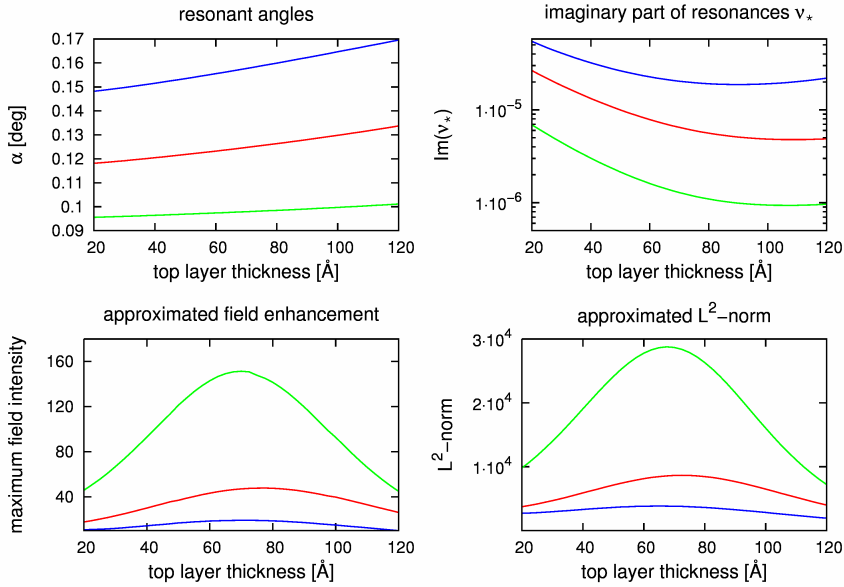 resonant angles
α [deg]
0.17
0.16
0.15
0.14
0.13
0.12
0.11
0.1
0.09
20 40 60 80 100 120
top layer thickness [Å]
imaginary part of resonances ν⋆
Im(ν⋆)
1·10⁻⁵
1·10⁻⁶
20 40 60 80 100 120
top layer thickness [Å]
approximated field enhancement
maximum field intensity
160
120
80
40
20 40 60 80 100 120
top layer thickness [Å]
approximated L²−norm
L²−norm
3·10⁴
2·10⁴
1·10⁴
20 40 60 80 100 120
top layer thickness [Å]